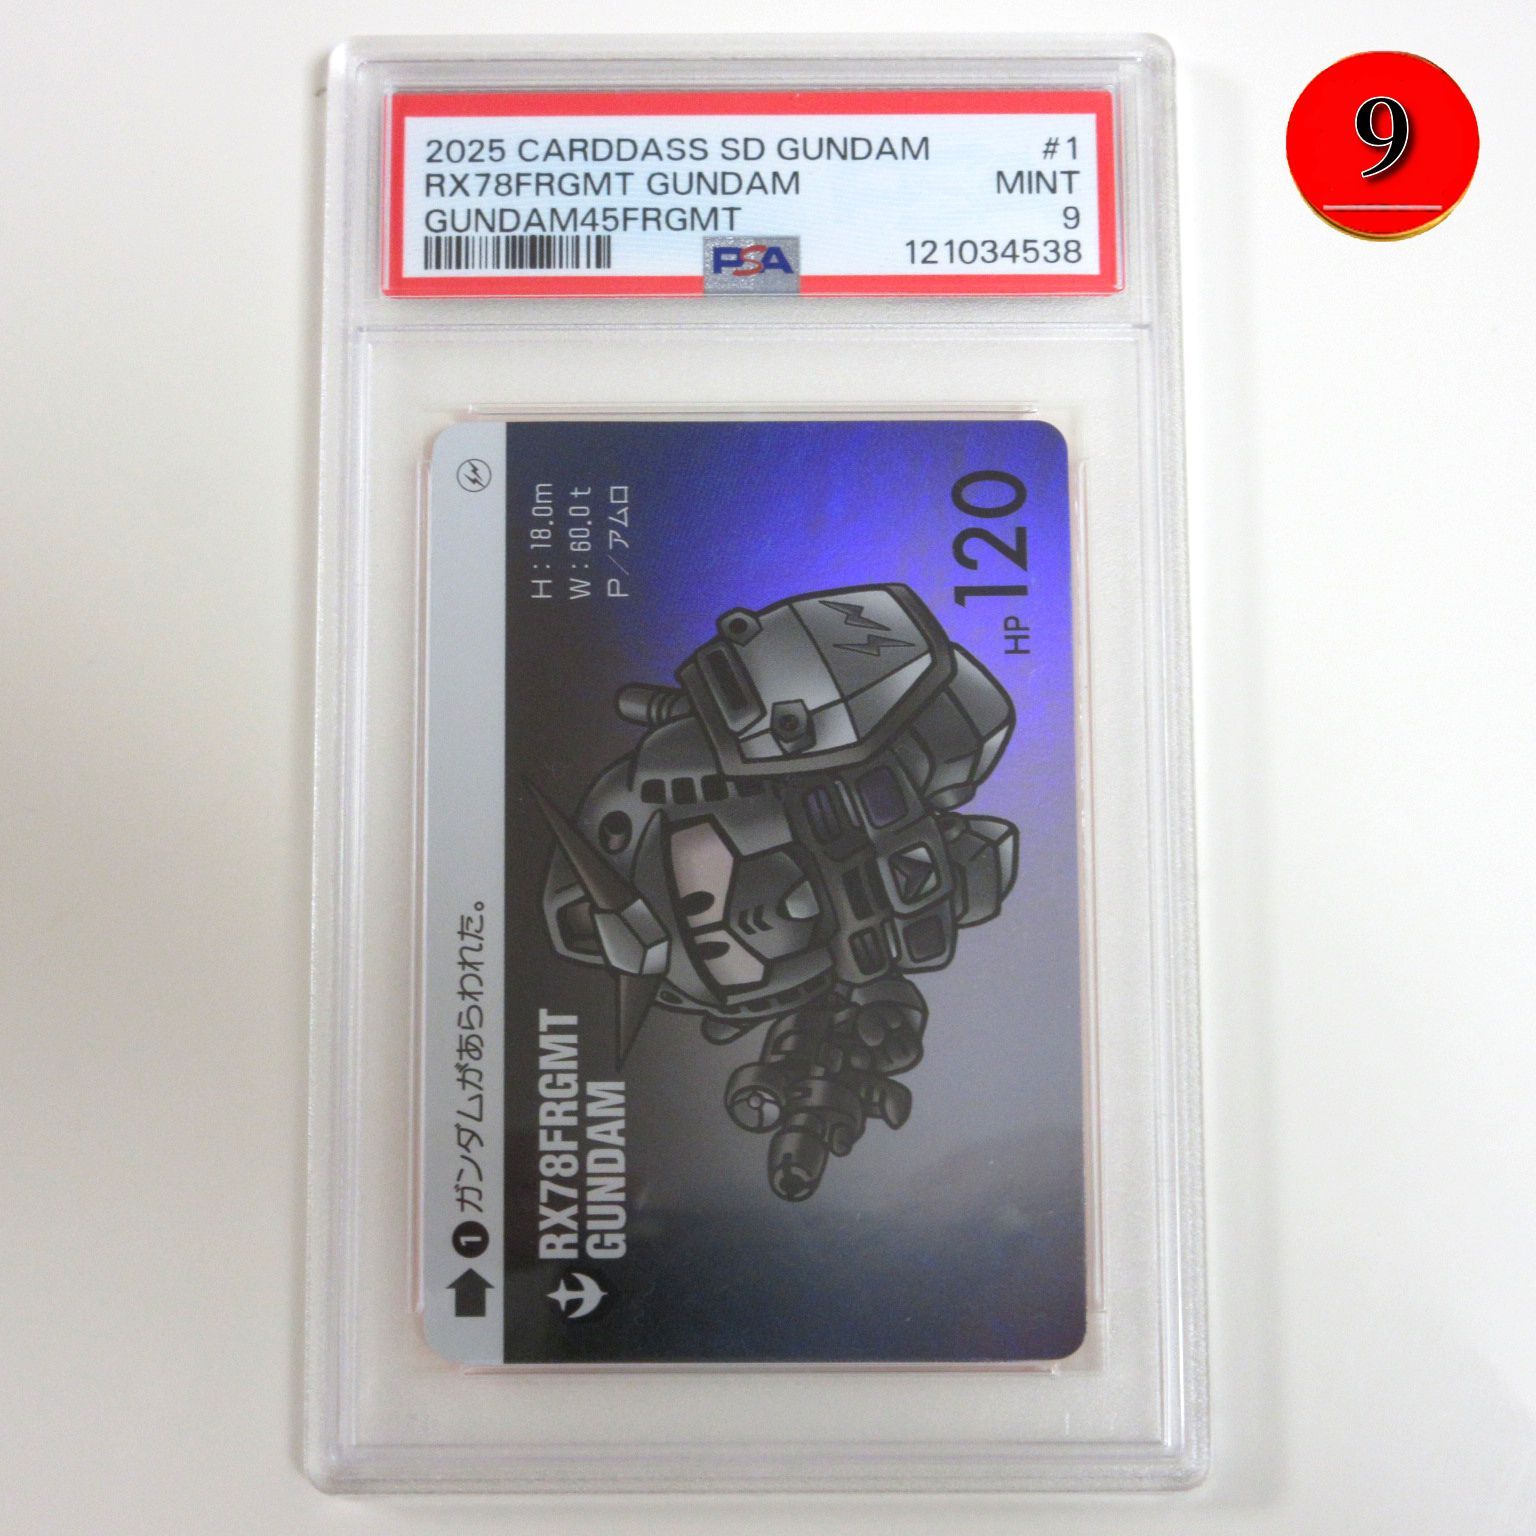 2025 CARDDASS SD GUNDAM #1
RX78FRGMT GUNDAM MINT
GUNDAM45FRGMT 9
PSA 121034538
9
1 ガンダムがあらわれた。
RX78FRGMT
GUNDAM
H：18.0m
W：60.0t
P／アムロ
HP 120